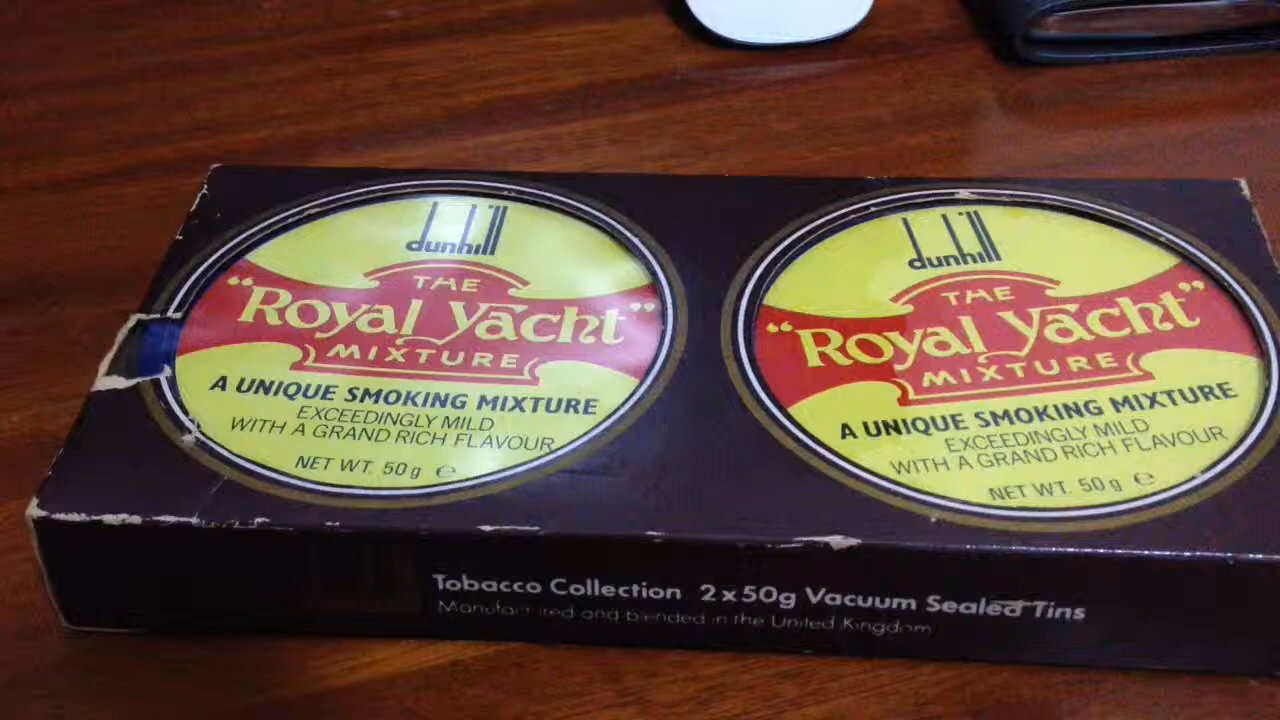 dunhill
THE
"Royal Yacht"
MIXTURE
A UNIQUE SMOKING MIXTURE
EXCEEDINGLY MILD
WITH A GRAND RICH FLAVOUR
NET WT. 50g ℮
dunhill
THE
"Royal Yacht"
MIXTURE
A UNIQUE SMOKING MIXTURE
EXCEEDINGLY MILD
WITH A GRAND RICH FLAVOUR
NET WT. 50g ℮
Tobacco Collection 2x50g Vacuum Sealed Tins
Manufactured and blended in the United Kingdom